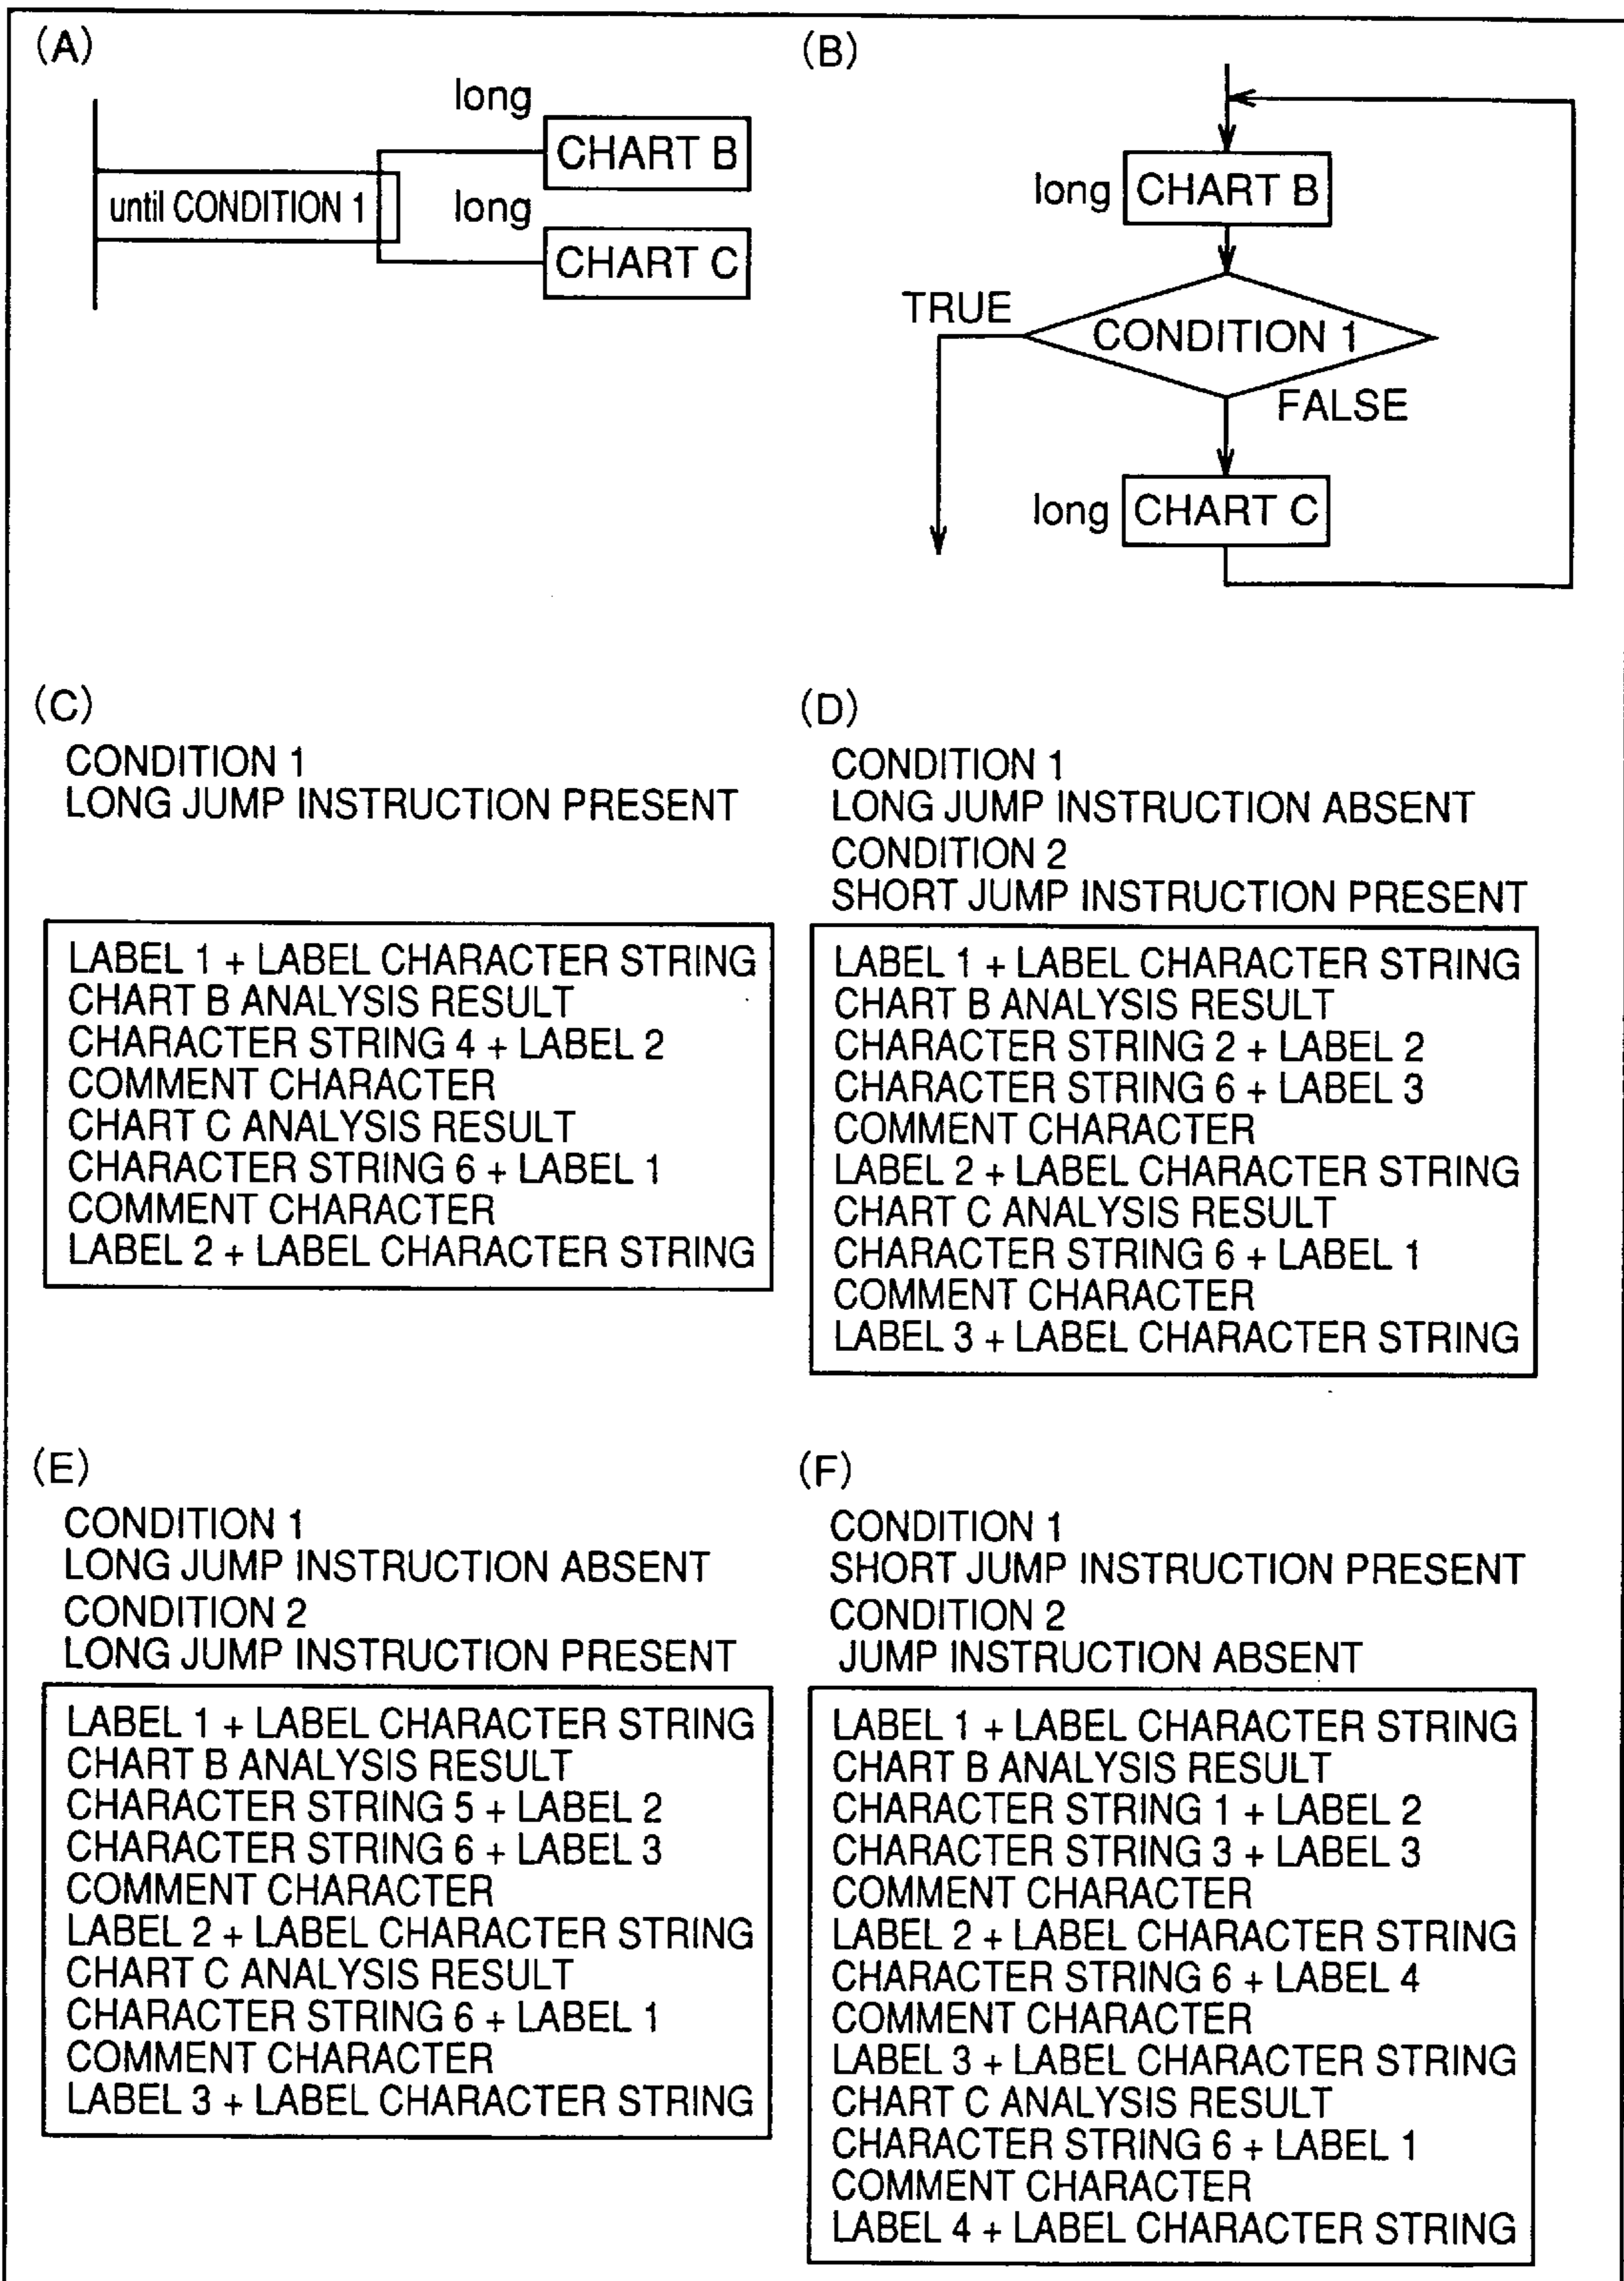 (A)
long
CHART B
until CONDITION 1
long
CHART C
(B)
long
CHART B
TRUE
CONDITION 1
FALSE
long
CHART C
(C)
CONDITION 1
LONG JUMP INSTRUCTION PRESENT
LABEL 1 + LABEL CHARACTER STRING
CHART B ANALYSIS RESULT
CHARACTER STRING 4 + LABEL 2
COMMENT CHARACTER
CHART C ANALYSIS RESULT
CHARACTER STRING 6 + LABEL 1
COMMENT CHARACTER
LABEL 2 + LABEL CHARACTER STRING
(D)
CONDITION 1
LONG JUMP INSTRUCTION ABSENT
CONDITION 2
SHORT JUMP INSTRUCTION PRESENT
LABEL 1 + LABEL CHARACTER STRING
CHART B ANALYSIS RESULT
CHARACTER STRING 2 + LABEL 2
CHARACTER STRING 6 + LABEL 3
COMMENT CHARACTER
LABEL 2 + LABEL CHARACTER STRING
CHART C ANALYSIS RESULT
CHARACTER STRING 6 + LABEL 1
COMMENT CHARACTER
LABEL 3 + LABEL CHARACTER STRING
(E)
CONDITION 1
LONG JUMP INSTRUCTION ABSENT
CONDITION 2
LONG JUMP INSTRUCTION PRESENT
LABEL 1 + LABEL CHARACTER STRING
CHART B ANALYSIS RESULT
CHARACTER STRING 5 + LABEL 2
CHARACTER STRING 6 + LABEL 3
COMMENT CHARACTER
LABEL 2 + LABEL CHARACTER STRING
CHART C ANALYSIS RESULT
CHARACTER STRING 6 + LABEL 1
COMMENT CHARACTER
LABEL 3 + LABEL CHARACTER STRING
(F)
CONDITION 1
SHORT JUMP INSTRUCTION PRESENT
CONDITION 2
JUMP INSTRUCTION ABSENT
LABEL 1 + LABEL CHARACTER STRING
CHART B ANALYSIS RESULT
CHARACTER STRING 1 + LABEL 2
CHARACTER STRING 3 + LABEL 3
COMMENT CHARACTER
LABEL 2 + LABEL CHARACTER STRING
CHARACTER STRING 6 + LABEL 4
COMMENT CHARACTER
LABEL 3 + LABEL CHARACTER STRING
CHART C ANALYSIS RESULT
CHARACTER STRING 6 + LABEL 1
COMMENT CHARACTER
LABEL 4 + LABEL CHARACTER STRING